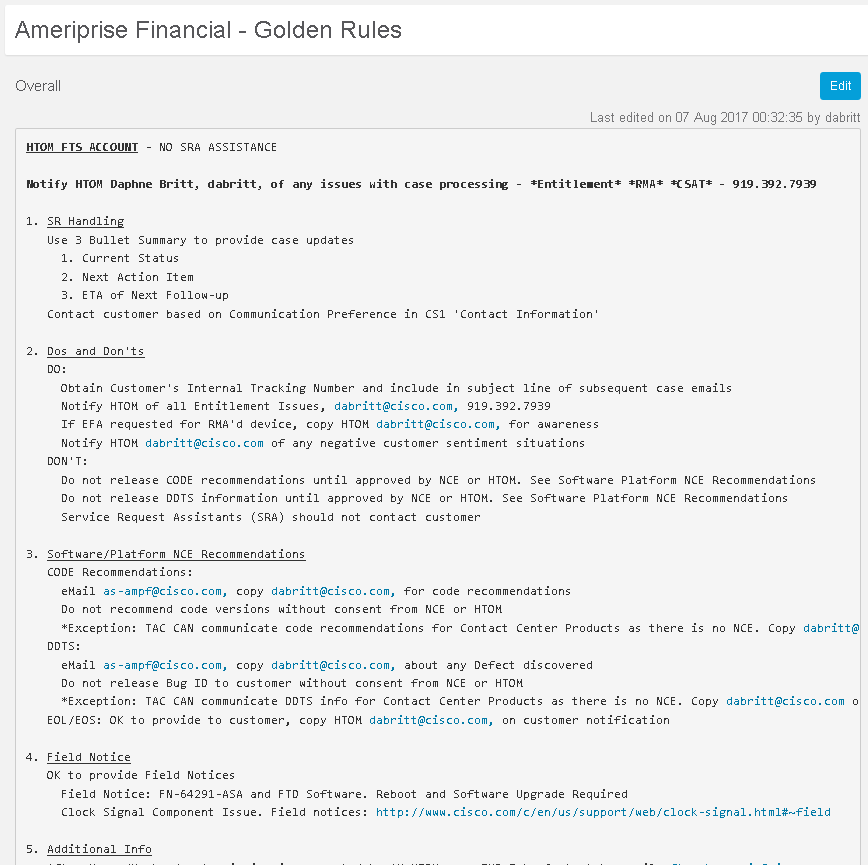 Ameriprise Financial - Golden Rules
Overall
Edit
Last edited on 07 Aug 2017 00:32:35 by dabritt
HTOM FTS ACCOUNT - NO SRA ASSISTANCE
Notify HTOM Daphne Britt, dabritt, of any issues with case processing - *Entitlement* *RMA* *CSAT* - 919.392.7939
1. SR Handling
Use 3 Bullet Summary to provide case updates
1. Current Status
2. Next Action Item
3. ETA of Next Follow-up
Contact customer based on Communication Preference in CS1 'Contact Information'
2. Dos and Don'ts
DO:
Obtain Customer's Internal Tracking Number and include in subject line of subsequent case emails
Notify HTOM of all Entitlement Issues, dabritt@cisco.com, 919.392.7939
If EFA requested for RMA'd device, copy HTOM dabritt@cisco.com, for awareness
Notify HTOM dabritt@cisco.com of any negative customer sentiment situations
DON'T:
Do not release CODE recommendations until approved by NCE or HTOM. See Software Platform NCE Recommendations
Do not release DDTS information until approved by NCE or HTOM. See Software Platform NCE Recommendations
Service Request Assistants (SRA) should not contact customer
3. Software/Platform NCE Recommendations
CODE Recommendations:
eMail as-ampf@cisco.com, copy dabritt@cisco.com, for code recommendations
Do not recommend code versions without consent from NCE or HTOM
*Exception: TAC CAN communicate code recommendations for Contact Center Products as there is no NCE. Copy dabritt@
DDTS:
eMail as-ampf@cisco.com, copy dabritt@cisco.com, about any Defect discovered
Do not release Bug ID to customer without consent from NCE or HTOM
*Exception: TAC CAN communicate DDTS info for Contact Center Products as there is no NCE. Copy dabritt@cisco.com o
EOL/EOS: OK to provide to customer, copy HTOM dabritt@cisco.com, on customer notification
4. Field Notice
OK to provide Field Notices
Field Notice: FN-64291-ASA and FTD Software. Reboot and Software Upgrade Required
Clock Signal Component Issue. Field notices: http://www.cisco.com/c/en/us/support/web/clock-signal.html#~field
5. Additional Info